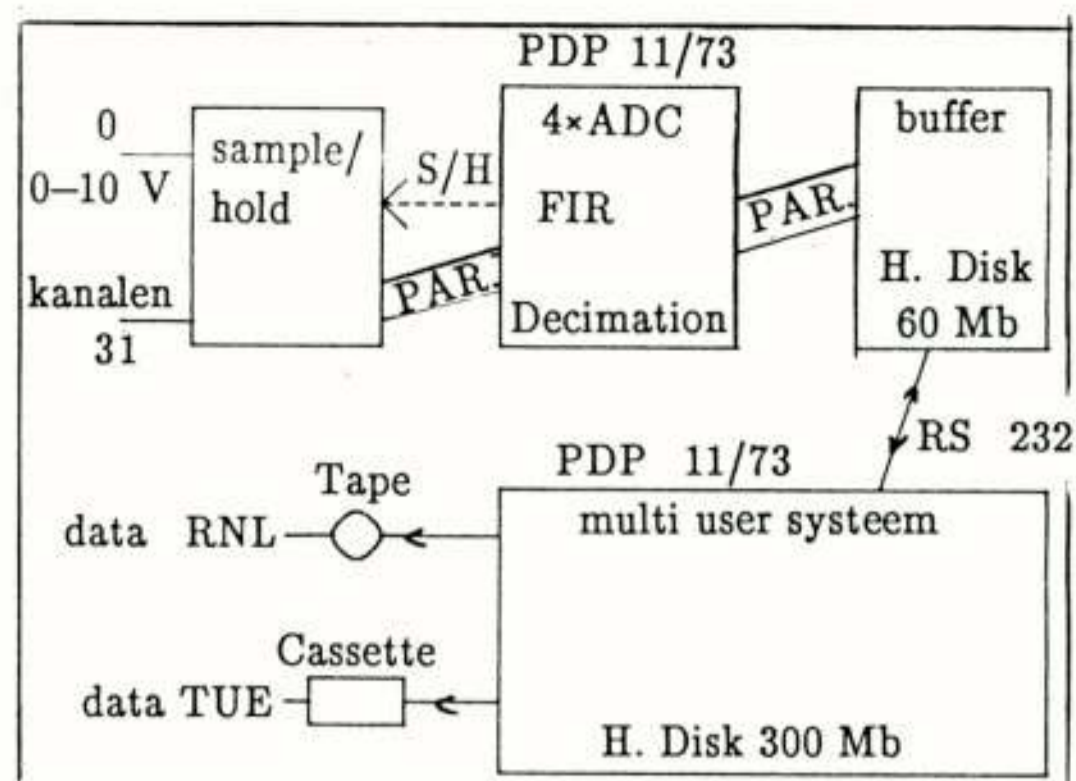 PDP 11/73
0
0–10 V
kanalen
31
sample/
hold
S/H
PAR.
4×ADC
FIR
Decimation
PAR.
buffer
H. Disk
60 Mb
RS 232
PDP 11/73
multi user systeem
H. Disk 300 Mb
Tape
data RNL
Cassette
data TUE